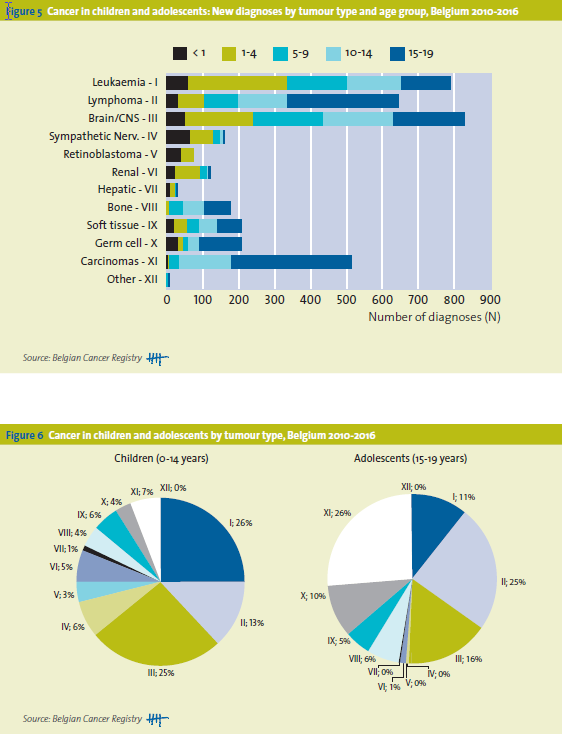 Figure 5 Cancer in children and adolescents: New diagnoses by tumour type and age group, Belgium 2010-2016
< 1 1-4 5-9 10-14 15-19
Leukaemia - I
Lymphoma - II
Brain/CNS - III
Sympathetic Nerv. - IV
Retinoblastoma - V
Renal - VI
Hepatic - VII
Bone - VIII
Soft tissue - IX
Germ cell - X
Carcinomas - XI
Other - XII
0 100 200 300 400 500 600 700 800 900
Number of diagnoses (N)
Source: Belgian Cancer Registry
Figure 6 Cancer in children and adolescents by tumour type, Belgium 2010-2016
Children (0-14 years)
XII; 0%
I; 26%
II; 13%
III; 25%
IV; 6%
V; 3%
VI; 5%
VII; 1%
VIII; 4%
IX; 6%
X; 4%
XI; 7%
Adolescents (15-19 years)
XII; 0%
I; 11%
II; 25%
III; 16%
IV; 0%
V; 0%
VI; 1%
VII; 0%
VIII; 6%
IX; 5%
X; 10%
XI; 26%
Source: Belgian Cancer Registry